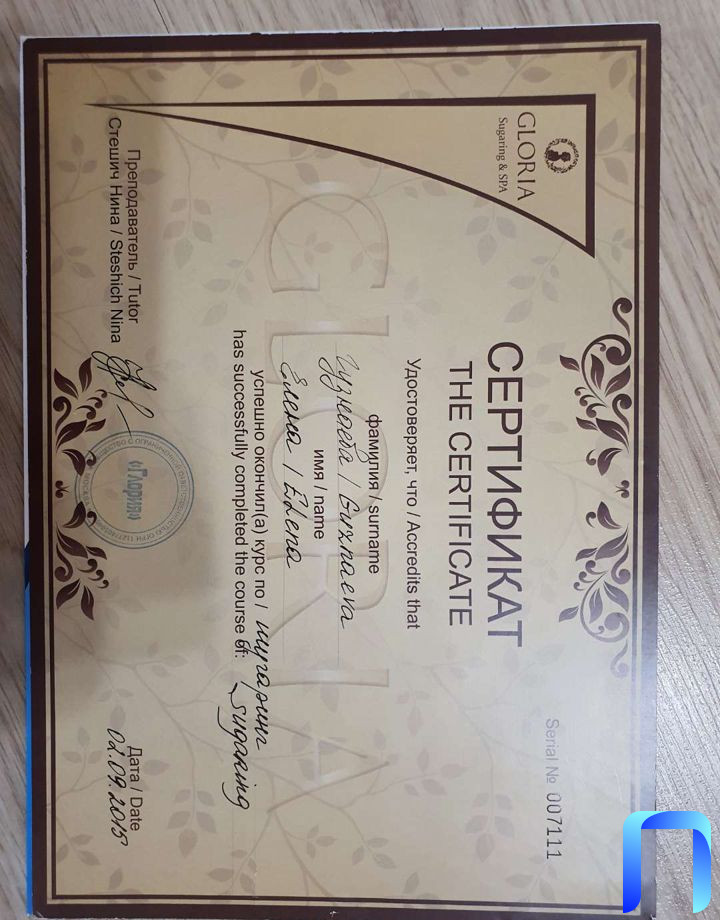 GLORIA
Sugaring & SPA
Serial № 007111
СЕРТИФИКАТ
THE CERTIFICATE
Удостоверяет, что / Accredits that
фамилия / surname
имя / name
Елена / Elena
успешно окончил(а) курс по / шугаринг
has successfully completed the course of: Sugaring
GLORIA
Преподаватель / Tutor
Стешич Нина / Steshich Nina
«Глория»
Дата / Date
02.09.2015